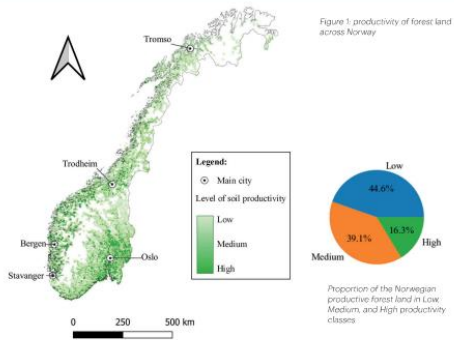 Figure 1: productivity of forest land
across Norway
Tromso
Trodheim
Bergen
Stavanger
Oslo
Legend:
Main city
Level of soil productivity
Low
Medium
High
0 250 500 km
Low
44.6%
39.1%
Medium
16.3%
High
Proportion of the Norwegian
productive forest land in Low,
Medium, and High productivity
classes